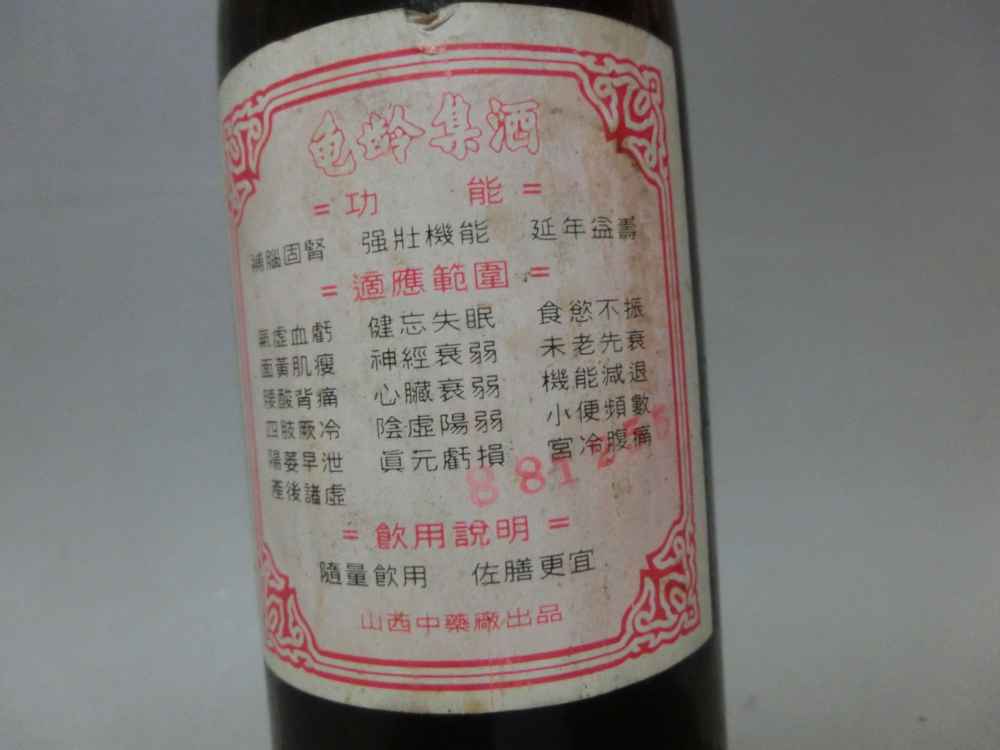 龟龄集酒
= 功 能 =
補腦固腎 强壯機能 延年益壽
= 適應範圍 =
氣虛血虧 健忘失眠 食慾不振
面黃肌瘦 神經衰弱 未老先衰
腰酸背痛 心臟衰弱 機能減退
四肢厥冷 陰虛陽弱 小便頻數
陽萎早泄 眞元虧損 宮冷腹痛
產後諸虛
= 飲用說明 =
隨量飲用 佐膳更宜
山西中藥廠出品